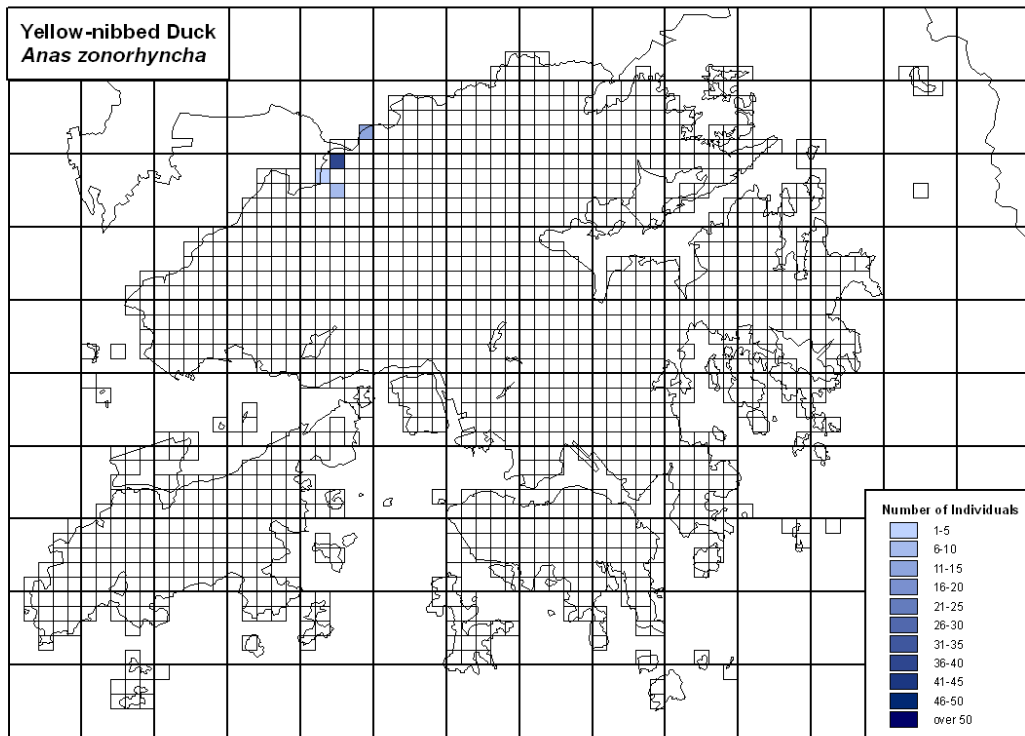 Yellow-nibbed Duck
Anas zonorhyncha
Number of Individuals
1-5
6-10
11-15
16-20
21-25
26-30
31-35
36-40
41-45
46-50
over 50